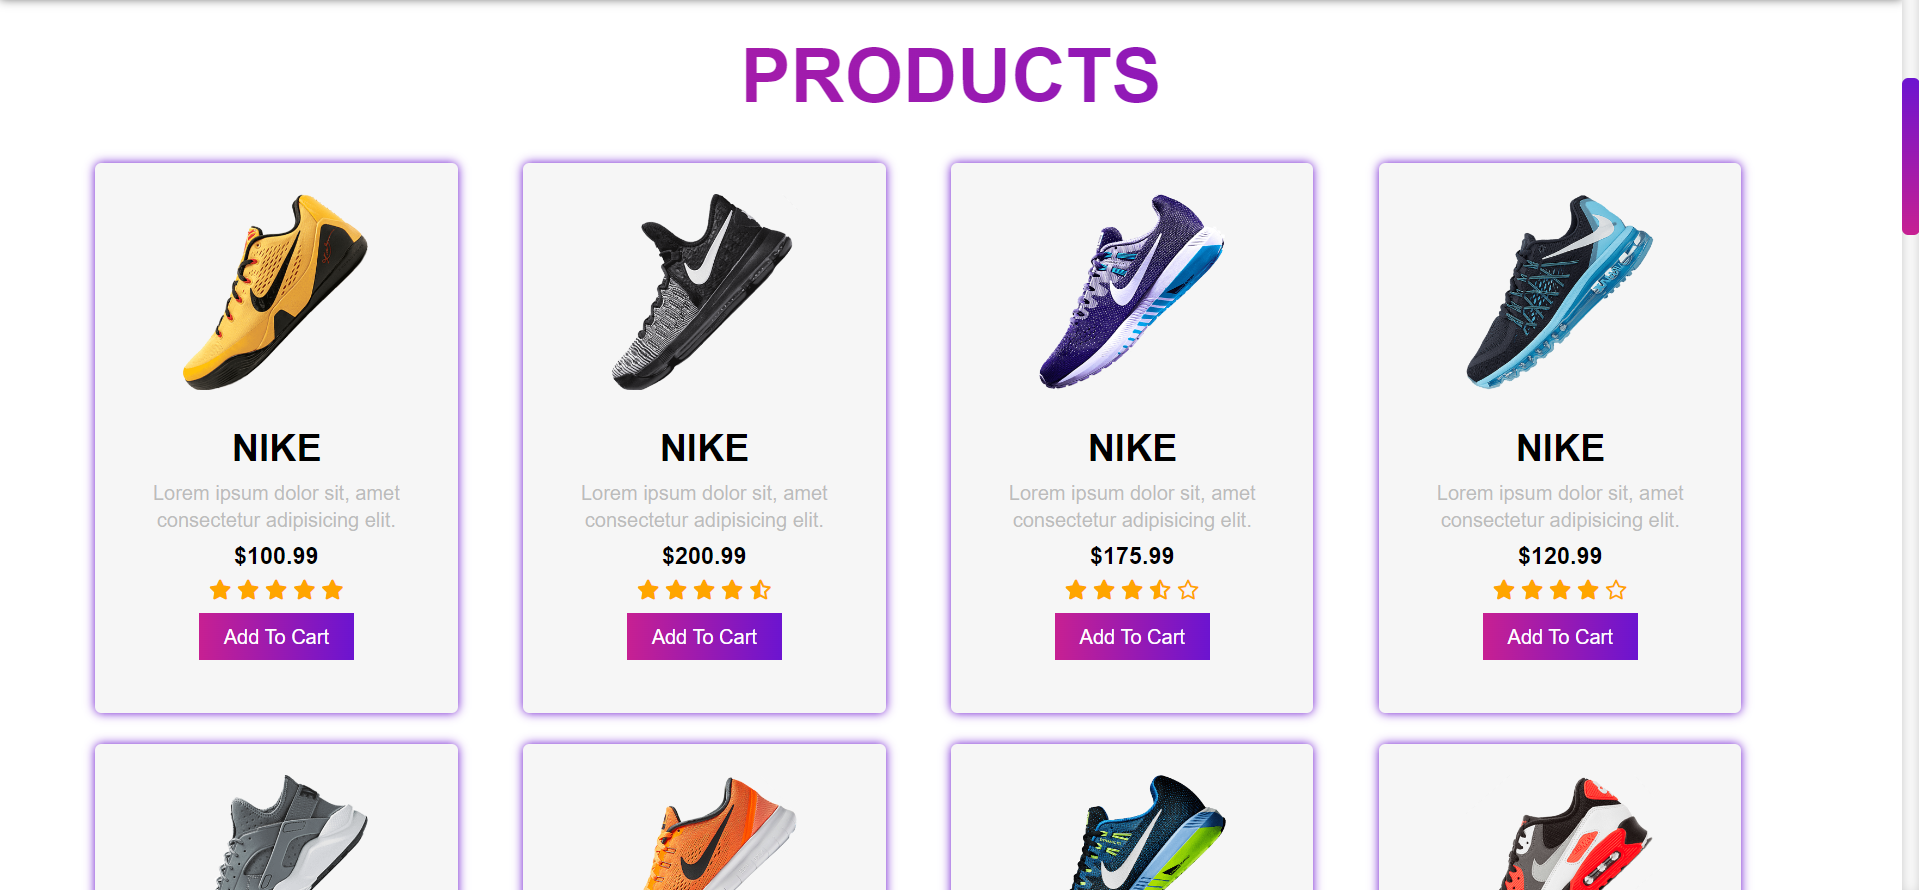 PRODUCTS
NIKE
Lorem ipsum dolor sit, amet
consectetur adipisicing elit.
$100.99
Add To Cart
NIKE
Lorem ipsum dolor sit, amet
consectetur adipisicing elit.
$200.99
Add To Cart
NIKE
Lorem ipsum dolor sit, amet
consectetur adipisicing elit.
$175.99
Add To Cart
NIKE
Lorem ipsum dolor sit, amet
consectetur adipisicing elit.
$120.99
Add To Cart